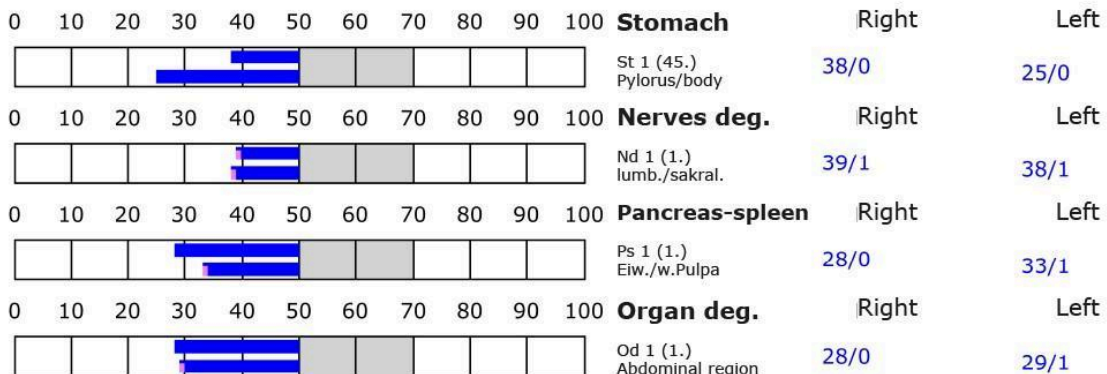 0 10 20 30 40 50 60 70 80 90 100 Stomach Right Left
St 1 (45.)
Pylorus/body
38/0 25/0
0 10 20 30 40 50 60 70 80 90 100 Nerves deg. Right Left
Nd 1 (1.)
lumb./sakral.
39/1 38/1
0 10 20 30 40 50 60 70 80 90 100 Pancreas-spleen Right Left
Ps 1 (1.)
Eiw./w.Pulpa
28/0 33/1
0 10 20 30 40 50 60 70 80 90 100 Organ deg. Right Left
Od 1 (1.)
Abdominal region
28/0 29/1